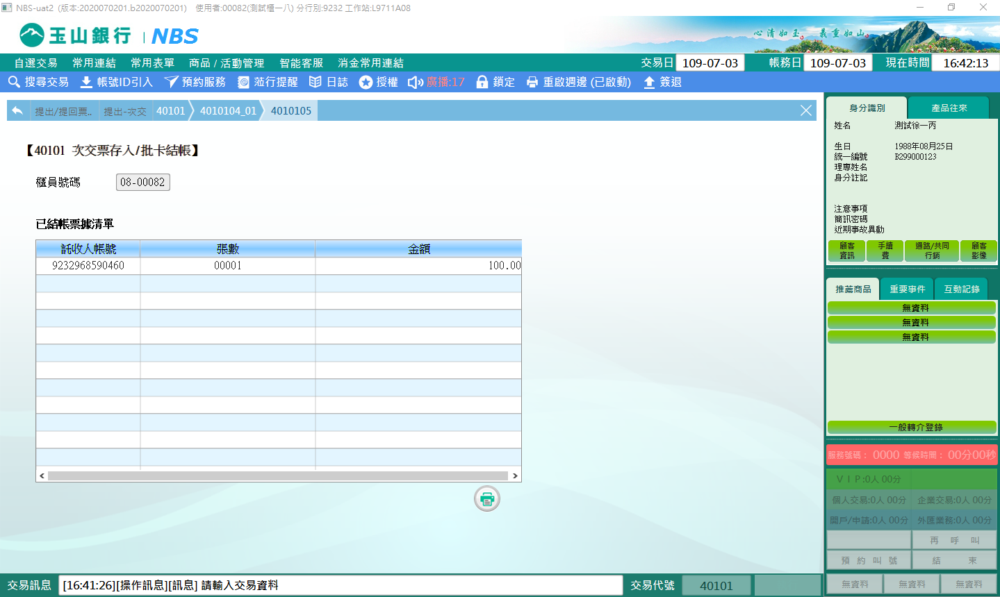 NBS-uat2 (版本:2020070201.b2020070201) 使用者:00082(測試櫃一八) 分行別:9232 工作站:L9711A08
玉山銀行 | NBS
心清如玉。義重如山。
自選交易 常用連結 常用表單 商品 / 活動管理 智能客服 消金常用連結 交易日 109-07-03 帳務日 109-07-03 現在時間 16:42:13
搜尋交易 帳號ID引入 預約服務 流行提醒 日誌 授權 廣播:17 鎖定 重啟週邊 (已啟動) 簽退
提出/提回票.. 提出-次交 40101 4010104_01 4010105
【40101 次交票存入/批卡結帳】
櫃員號碼 08-00082
已結帳票據清單
託收人帳號 張數 金額
9232968590460 00001 100.00
身分識別 產品往來
姓名 測試徐一丙
生日 1988年08月25日
統一編號 B299000123
理專姓名
身分註記
注意事項
簡訊密碼
近期事故異動
顧客資訊 手續費 通路/共同行銷 顧客影像
推薦商品 重要事件 互動記錄
無資料
無資料
無資料
一般轉介登錄
服務號碼： 0000 等候時間： 00分00秒
ＶＩＰ:0人 00分
個人交易:0人 00分 企業交易:0人 00分
開戶/申請:0人 00分 外匯業務:0人 00分
再 呼 叫
預 約 叫 號 結 束
無資料 無資料 無資料
交易訊息 [16:41:26][操作訊息][訊息] 請輸入交易資料 交易代號 40101